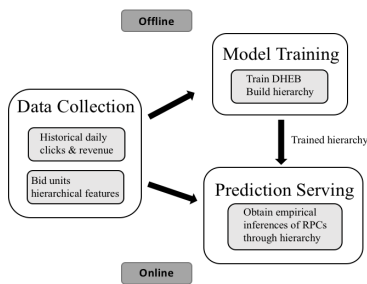 Offline
Model Training
Train DHEB
Build hierarchy
Data Collection
Historical daily
clicks & revenue
Bid units
hierarchical features
Trained hierarchy
Prediction Serving
Obtain empirical
inferences of RPCs
through hierarchy
Online